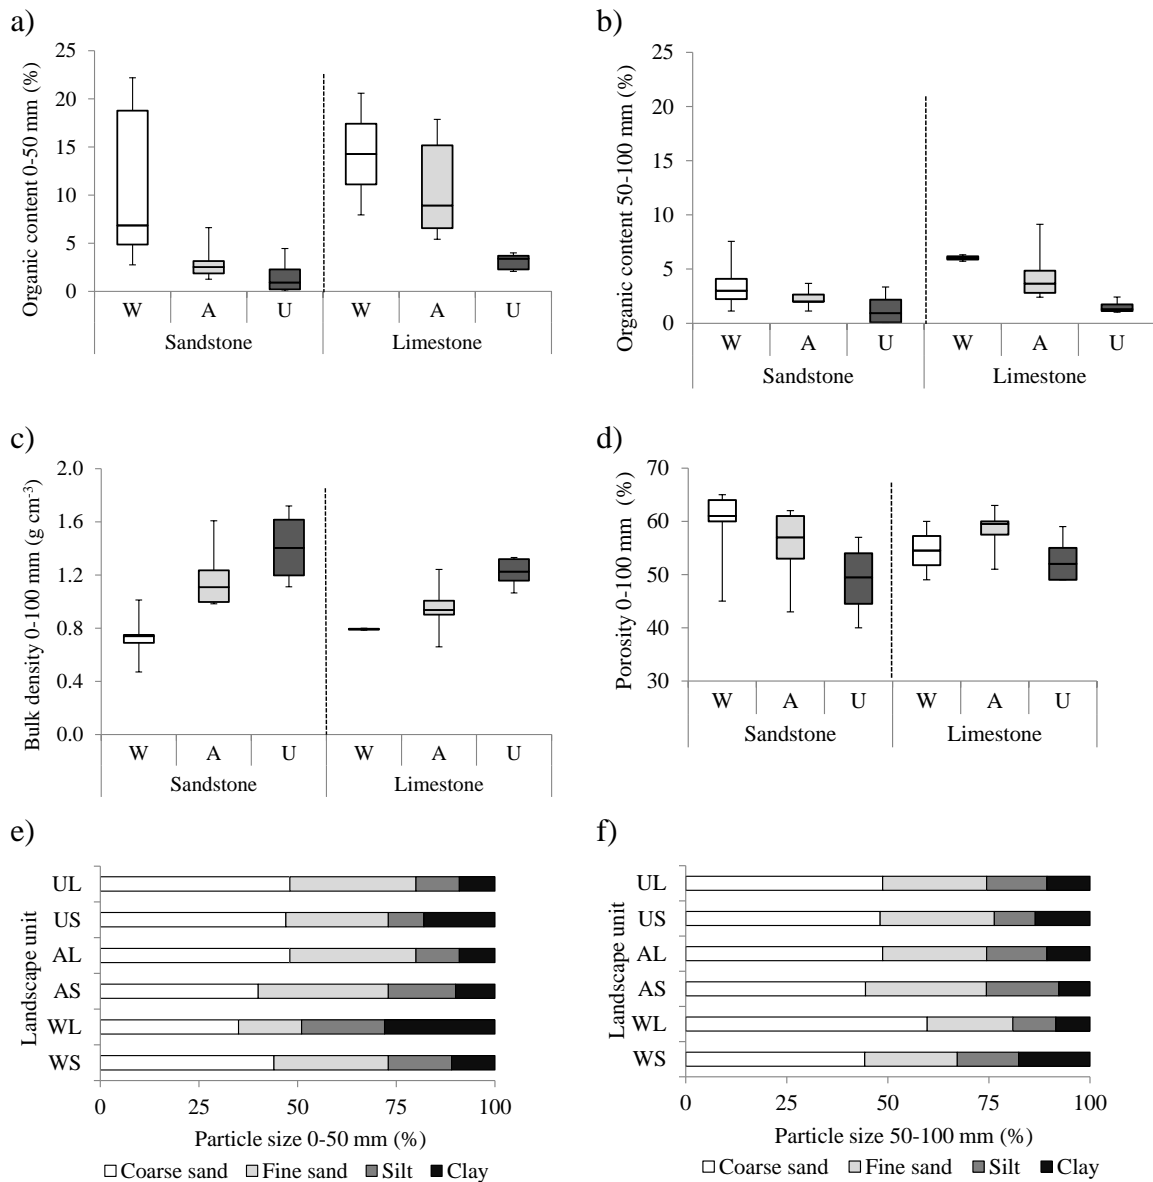 a)
Organic content 0-50 mm (%)
25
20
15
10
5
0
W A U W A U
Sandstone Limestone
b)
Organic content 50-100 mm (%)
25
20
15
10
5
0
W A U W A U
Sandstone Limestone
c)
Bulk density 0-100 mm (g cm⁻³)
2.0
1.6
1.2
0.8
0.4
0.0
W A U W A U
Sandstone Limestone
d)
Porosity 0-100 mm (%)
70
60
50
40
30
W A U W A U
Sandstone Limestone
e)
Landscape unit
UL
US
AL
AS
WL
WS
0 25 50 75 100
Particle size 0-50 mm (%)
Coarse sand Fine sand Silt Clay
f)
Landscape unit
UL
US
AL
AS
WL
WS
0 25 50 75 100
Particle size 50-100 mm (%)
Coarse sand Fine sand Silt Clay